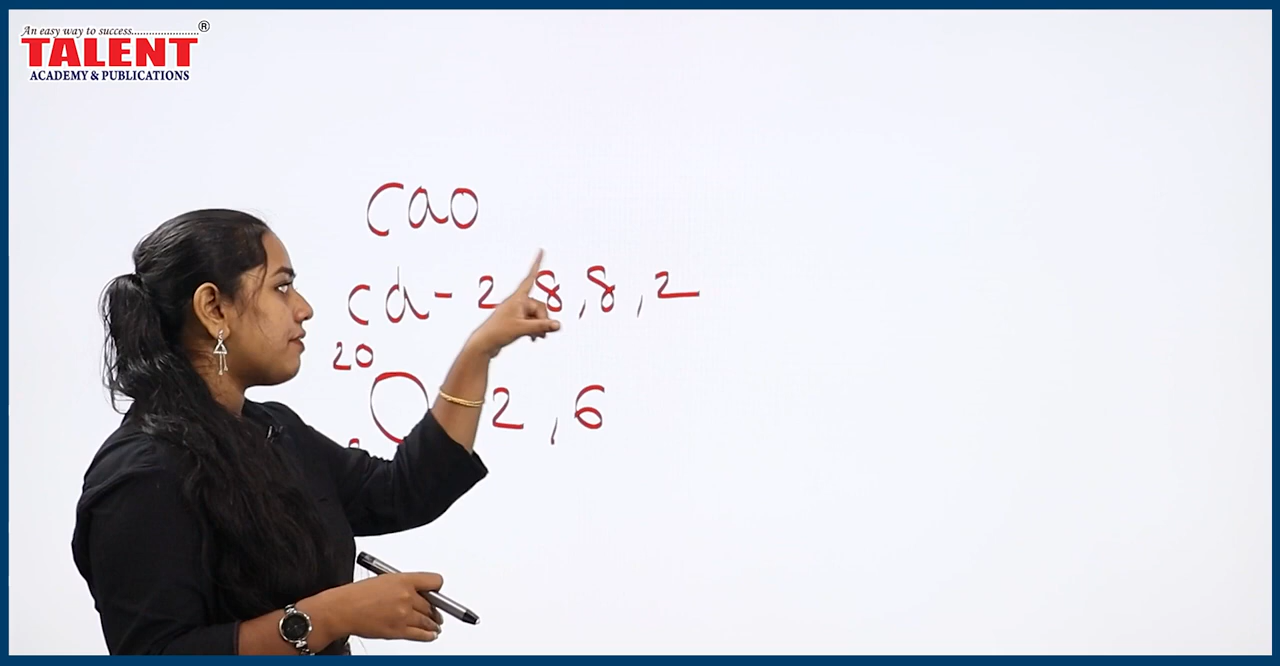 An easy way to success......................®
TALENT
ACADEMY & PUBLICATIONS
cao
ca - 2, 8, 8, 2
20
O 2, 6